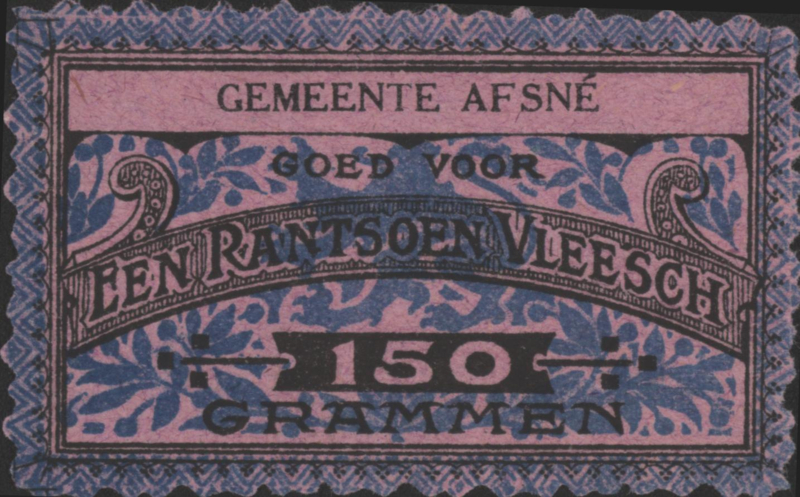 GEMEENTE AFSNÉ
GOED VOOR
EEN RANTSOEN VLEESCH
150
GRAMMEN